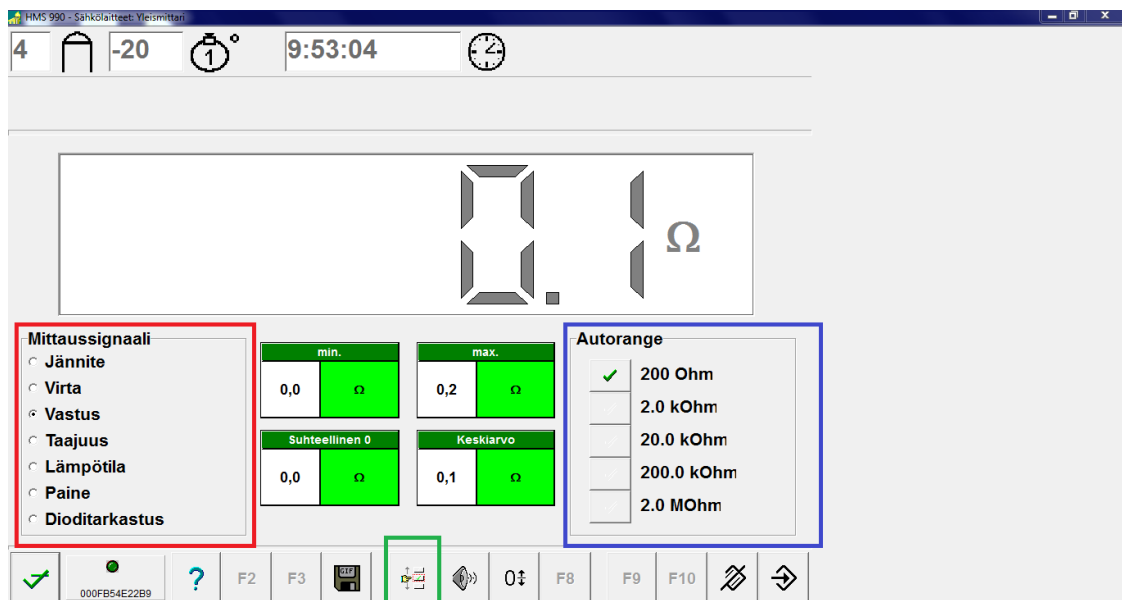 HMS 990 - Sähkölaitteet: Yleismittari
4 -20 1 ° 9:53:04
0.1 Ω
Mittaussignaali
Jännite
Virta
Vastus
Taajuus
Lämpötila
Paine
Dioditarkastus
min.
0,0 Ω
max.
0,2 Ω
Suhteellinen 0
0,0 Ω
Keskiarvo
0,1 Ω
Autorange
200 Ohm
2.0 kOhm
20.0 kOhm
200.0 kOhm
2.0 MOhm
000FB54E22B9 ? F2 F3 GIF 0 F8 F9 F10